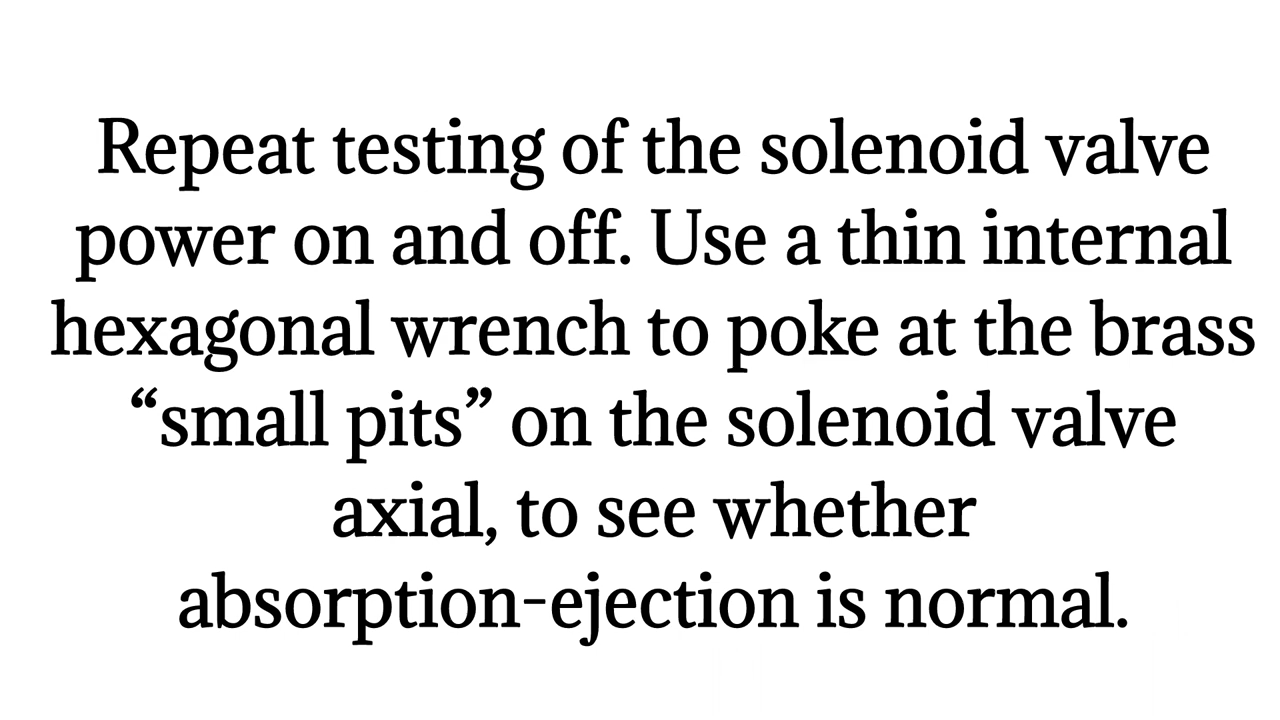 Repeat testing of the solenoid valve
power on and off. Use a thin internal
hexagonal wrench to poke at the brass
“small pits” on the solenoid valve
axial, to see whether
absorption-ejection is normal.